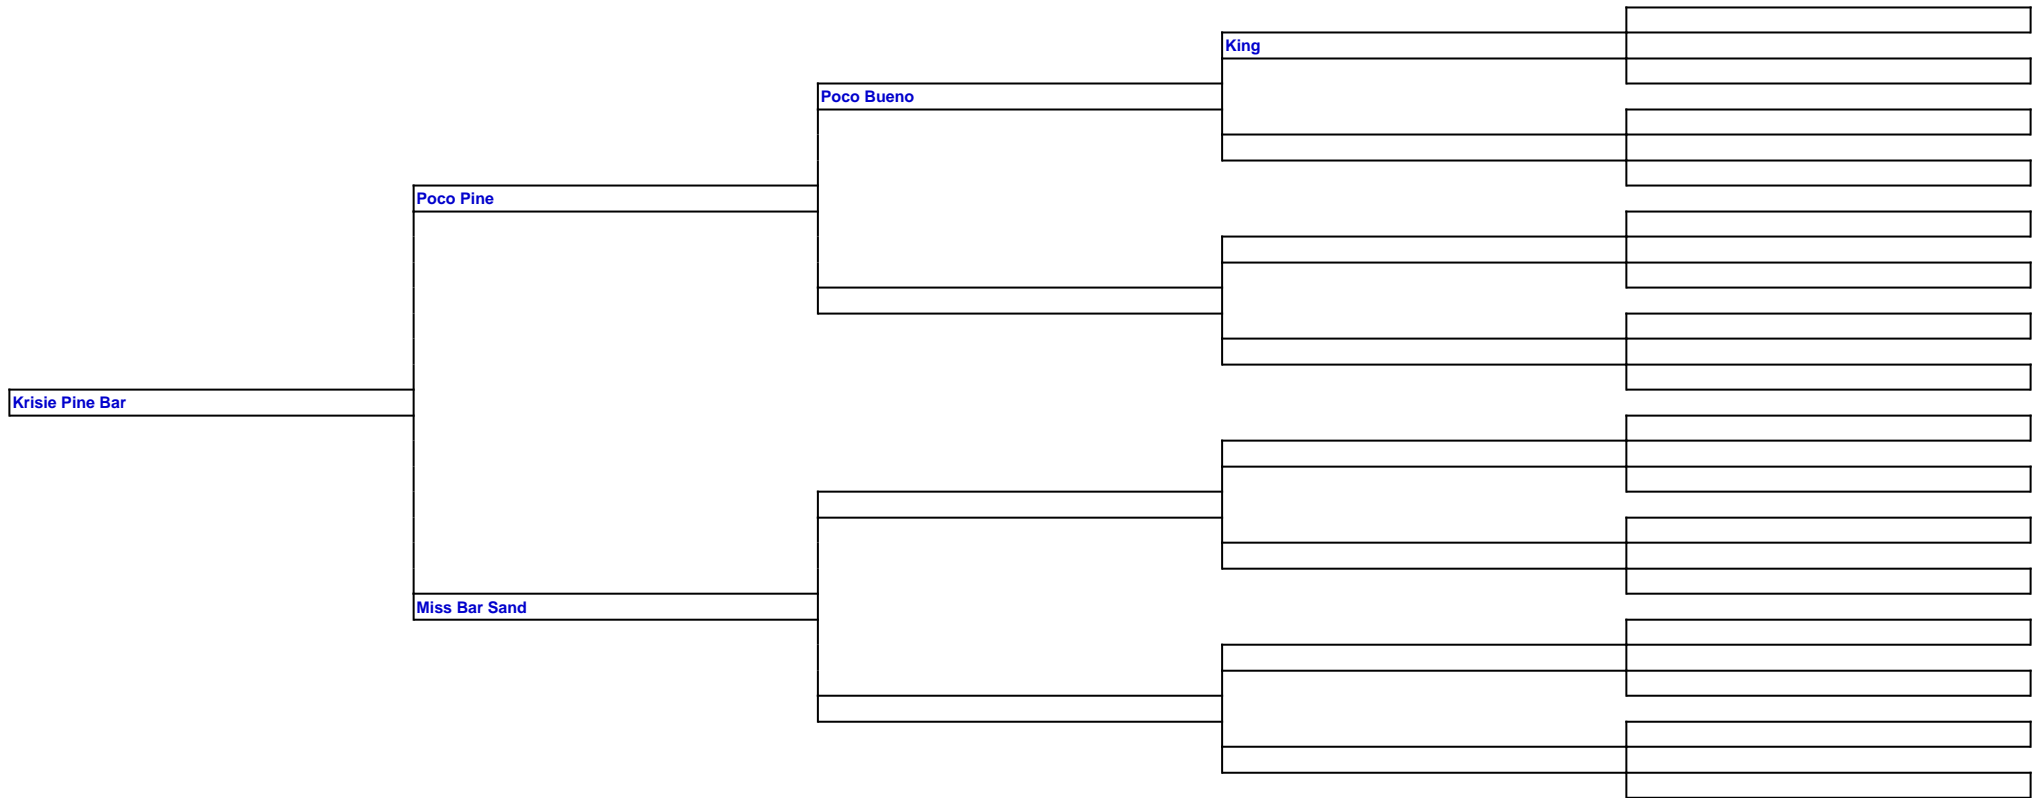 King
Poco Bueno
Poco Pine
Krisie Pine Bar
Miss Bar Sand